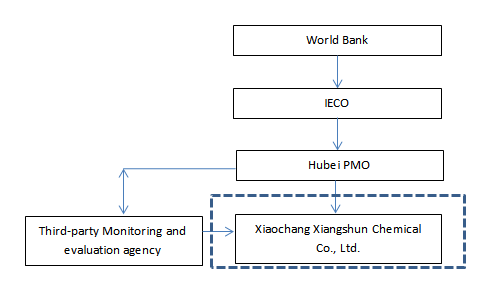 World Bank
IECO
Hubei PMO
Third-party Monitoring and
evaluation agency
Xiaochang Xiangshun Chemical
Co., Ltd.